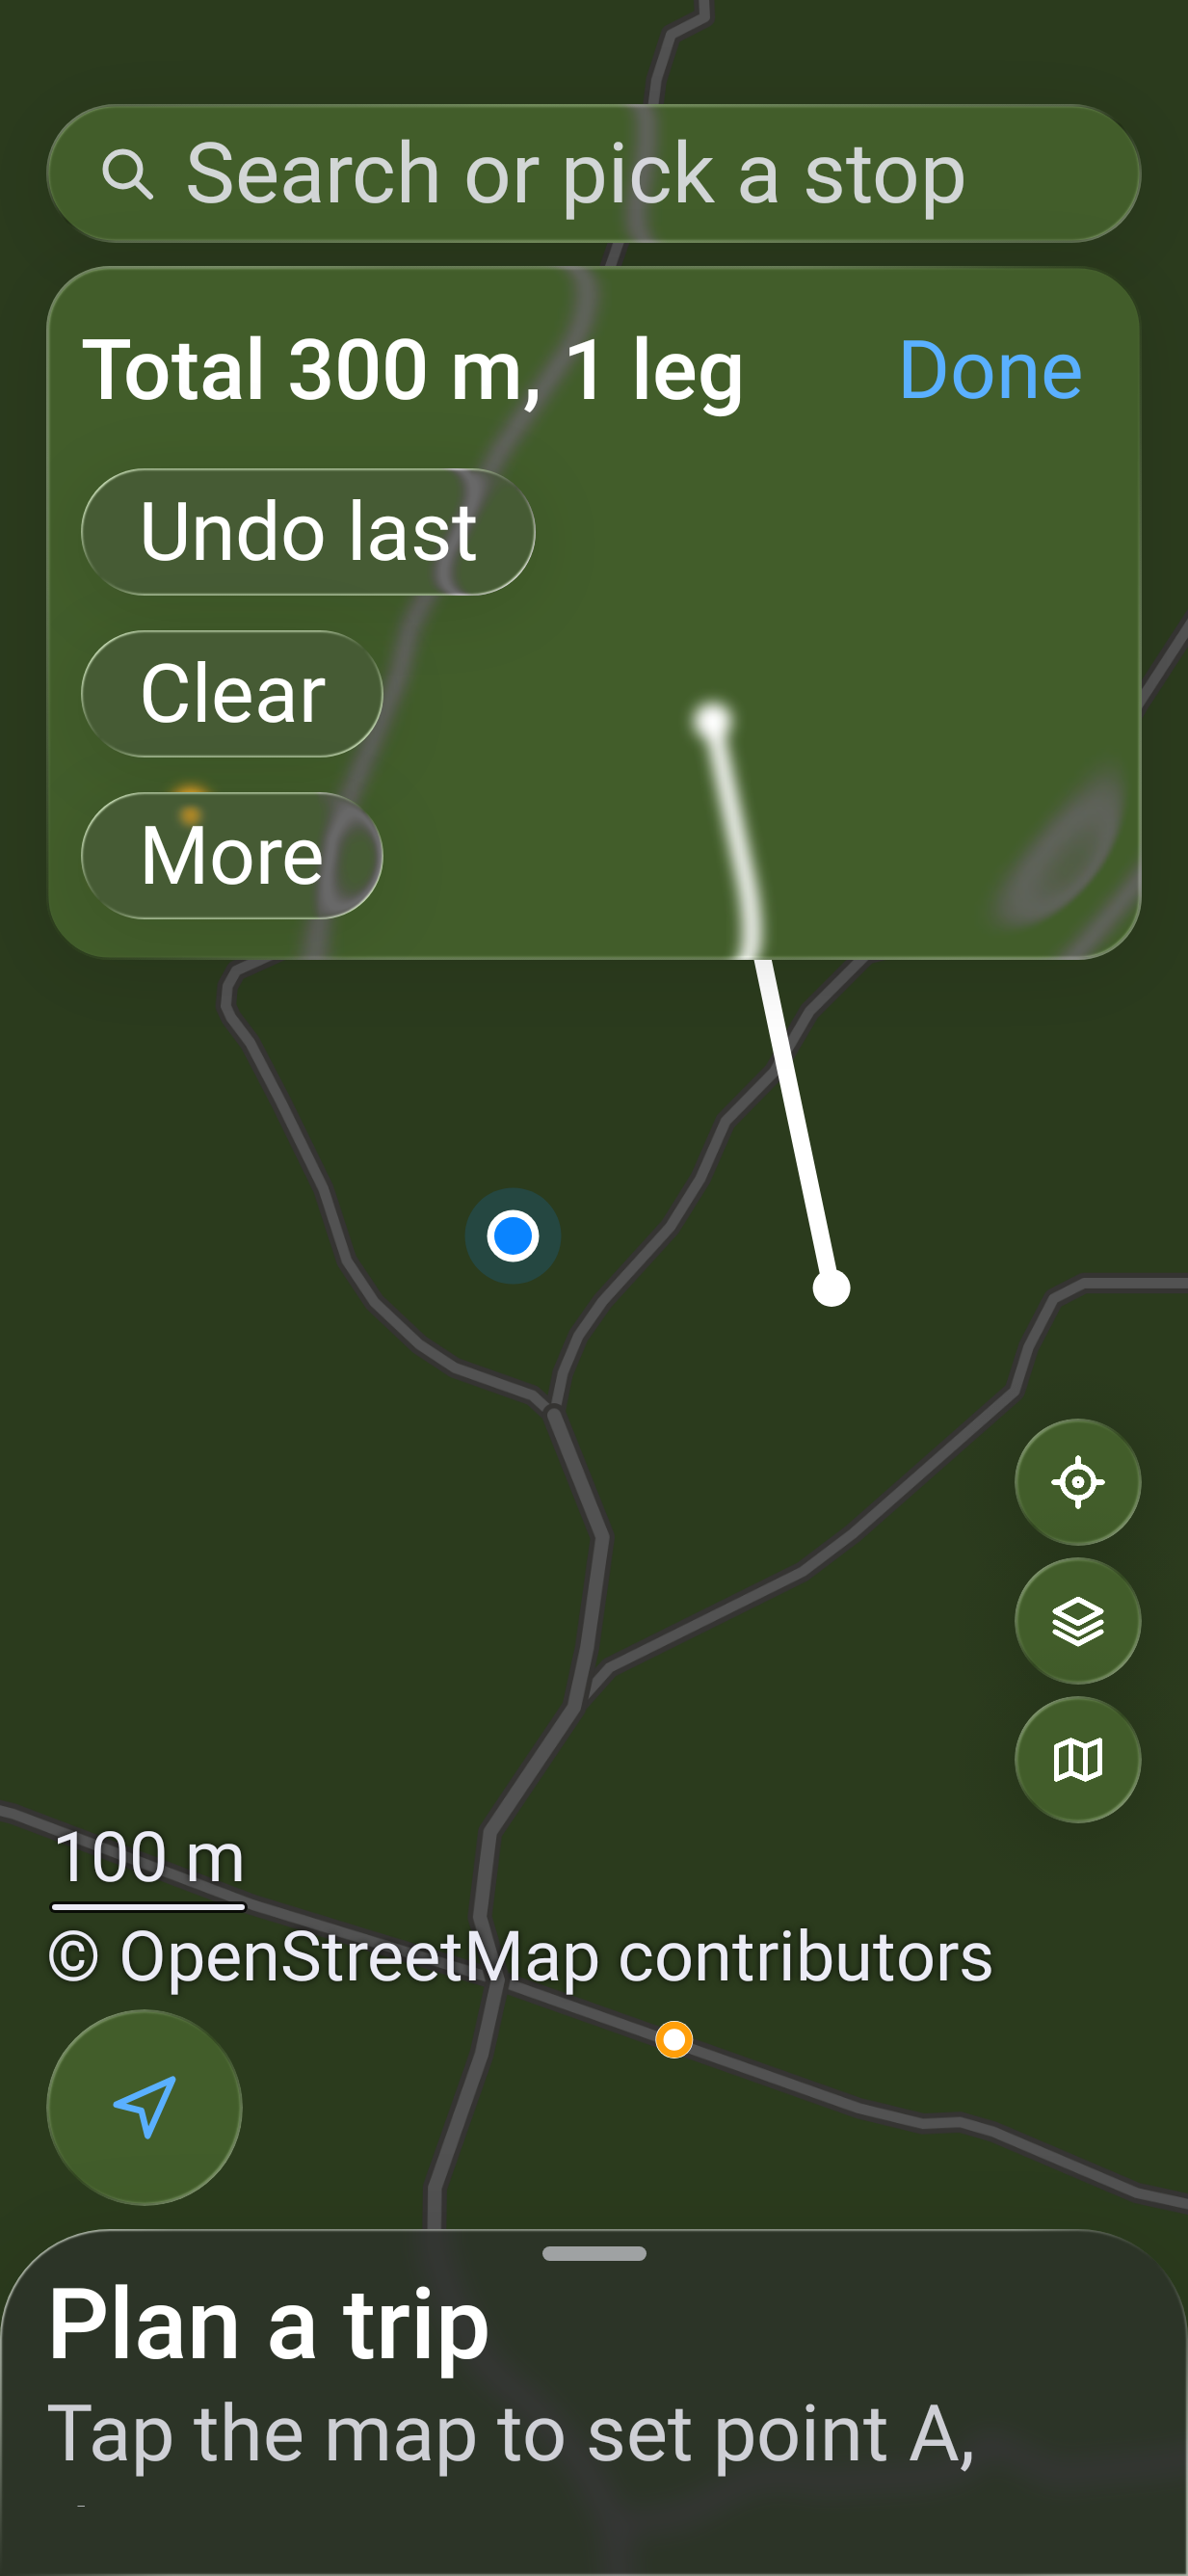 Search or pick a stop
Total 300 m, 1 leg
Done
Undo last
Clear
More
100 m
© OpenStreetMap contributors
Plan a trip
Tap the map to set point A,